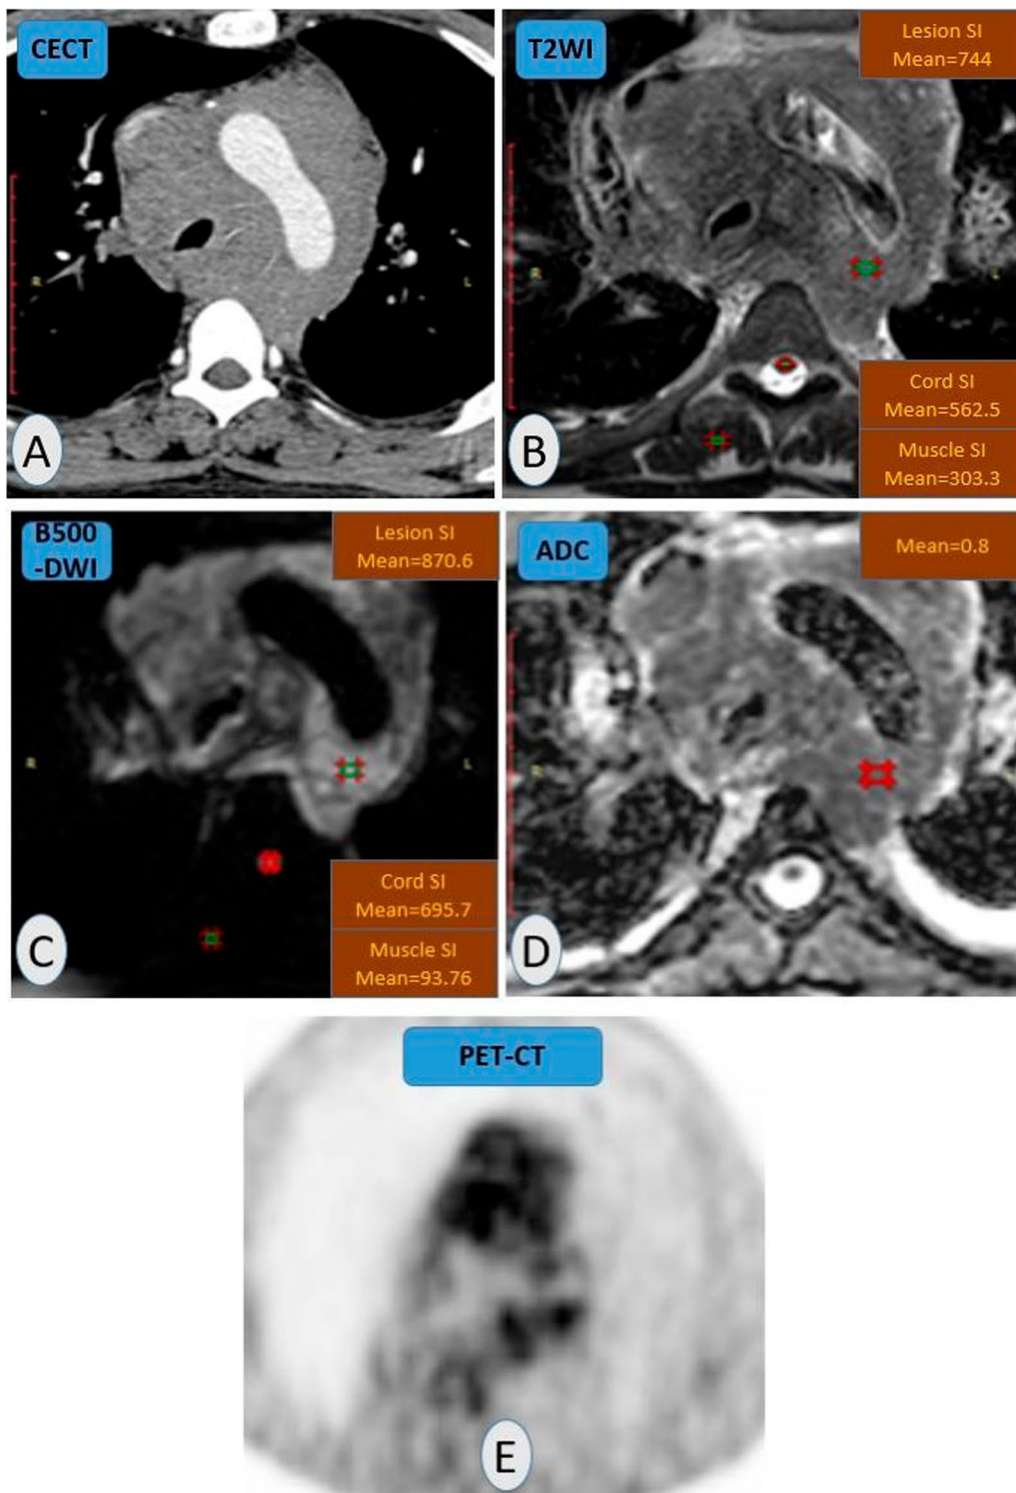 CECT
R
L
A
T2WI
Lesion SI
Mean=744
R
L
Cord SI
Mean=562.5
Muscle SI
Mean=303.3
B
B500
-DWI
Lesion SI
Mean=870.6
R
L
Cord SI
Mean=695.7
Muscle SI
Mean=93.76
C
ADC
Mean=0.8
R
D
PET-CT
E